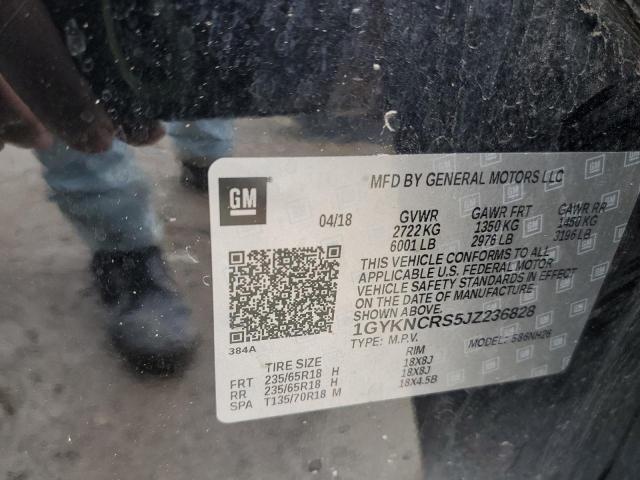 GM
MFD BY GENERAL MOTORS LLC
04/18 GVWR GAWR FRT GAWR RR
2722 KG 1350 KG 1450 KG
6001 LB 2976 LB 3196 LB
THIS VEHICLE CONFORMS TO ALL
APPLICABLE U.S. FEDERAL MOTOR
VEHICLE SAFETY STANDARDS IN EFFECT
ON THE DATE OF MANUFACTURE
SHOWN ABOVE.
1GYKNCRS5JZ236828
384A
TYPE: M.P.V. MODEL: 586NH26
TIRE SIZE RIM
FRT 235/65R18 H 18X8J
RR 235/65R18 H 18X8J
SPA T135/70R18 M 18X4.5B